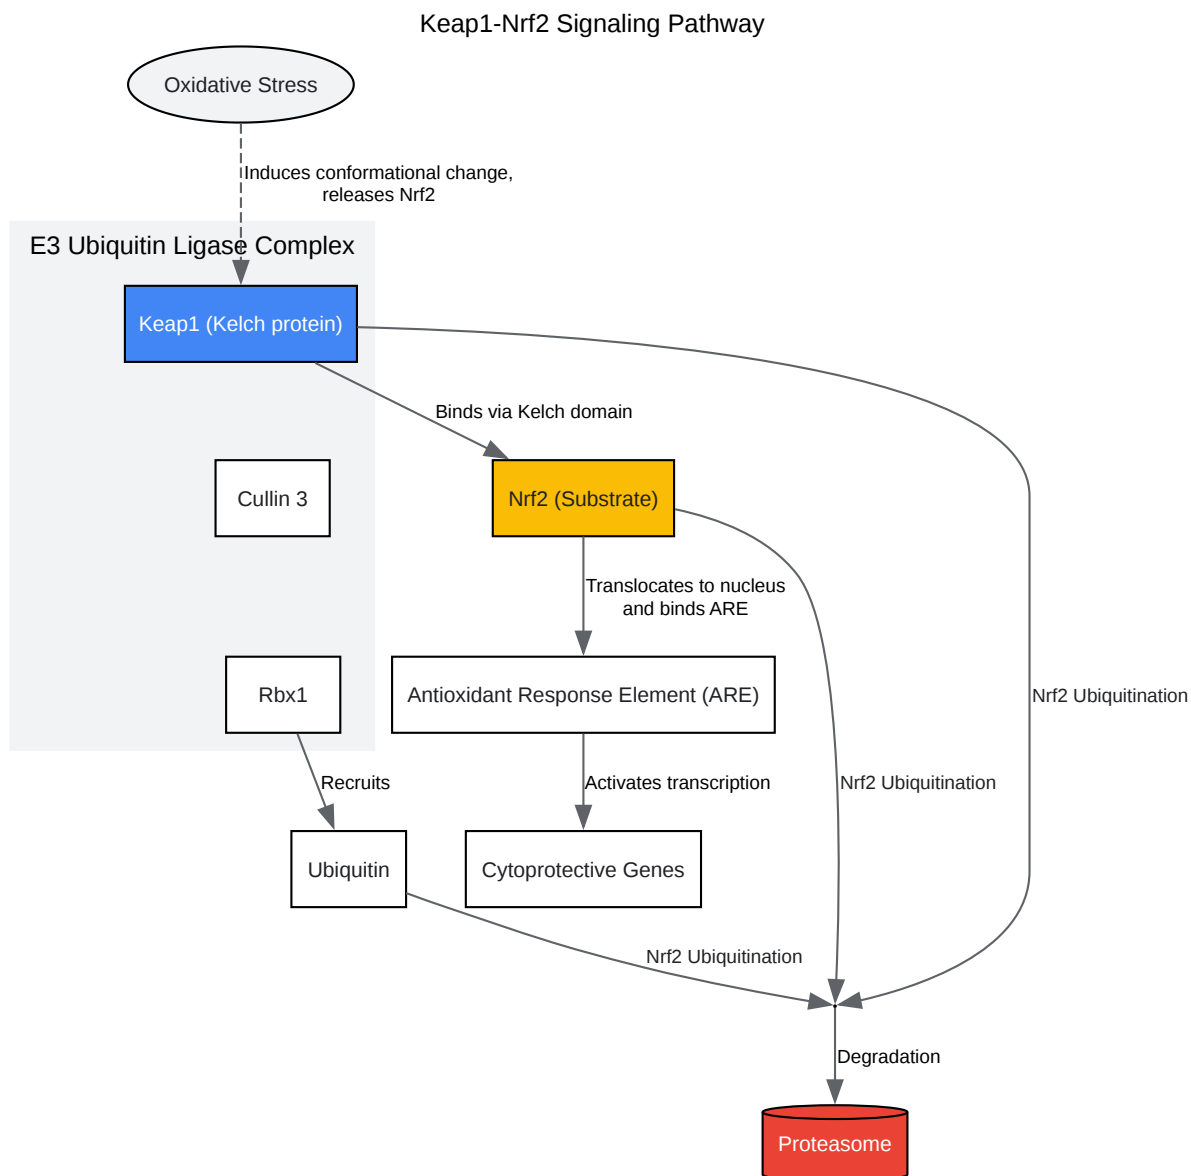 Keap1-Nrf2 Signaling Pathway
Oxidative Stress
Induces conformational change,
releases Nrf2
E3 Ubiquitin Ligase Complex
Keap1 (Kelch protein)
Binds via Kelch domain
Cullin 3
Nrf2 (Substrate)
Translocates to nucleus
and binds ARE
Rbx1
Antioxidant Response Element (ARE)
Nrf2 Ubiquitination
Recruits
Activates transcription
Nrf2 Ubiquitination
Ubiquitin
Cytoprotective Genes
Nrf2 Ubiquitination
Degradation
Proteasome